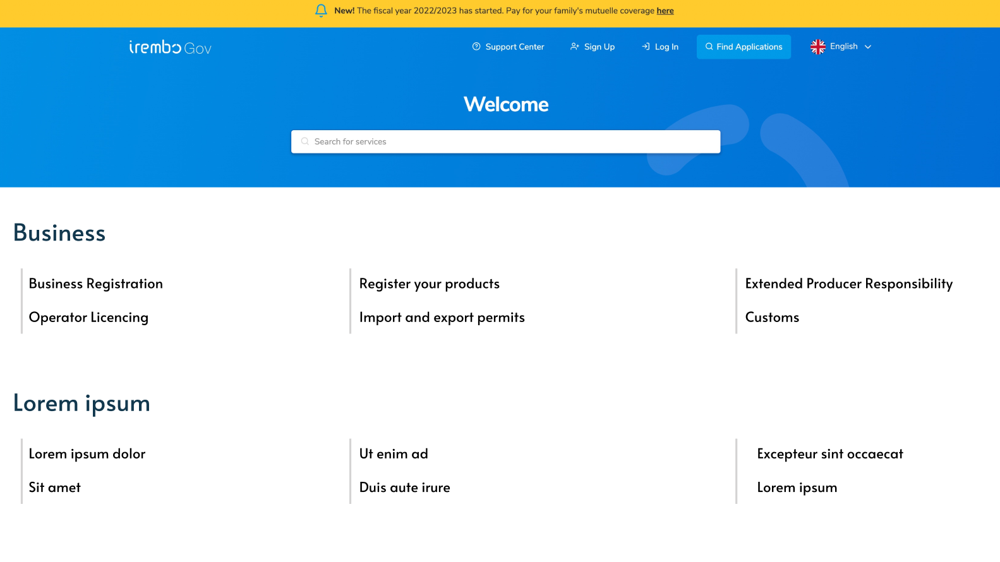 New! The fiscal year 2022/2023 has started. Pay for your family's mutuelle coverage here
irembo Gov
Support Center
Sign Up
Log In
Find Applications
English
Welcome
Search for services
Business
Business Registration
Register your products
Extended Producer Responsibility
Operator Licencing
Import and export permits
Customs
Lorem ipsum
Lorem ipsum dolor
Ut enim ad
Excepteur sint occaecat
Sit amet
Duis aute irure
Lorem ipsum